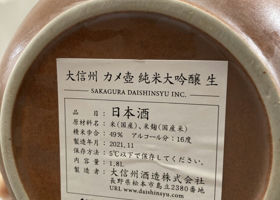 大信州 カメ壺 純米大吟醸 生
SAKAGURA DAISHINSYU INC.
品目：日本酒
原材料名：米(国産)、米麹(国産米)
精米歩合：49% アルコール分：16度
製造年月：2021.11
保存方法：5℃以下で保存してください。
内容量：1.8L
製造者：大信州酒造株式会社
長野県松本市島立2380番地
URL www.daishinsyu.com